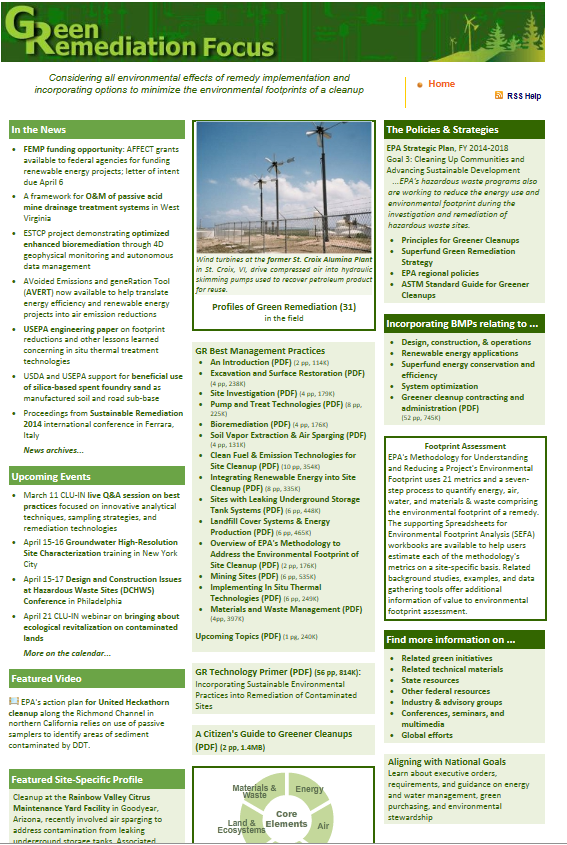 Green
Remediation Focus
Considering all environmental effects of remedy implementation and
incorporating options to minimize the environmental footprints of a cleanup
Home
RSS Help
In the News
FEMP funding opportunity: AFFECT grants
available to federal agencies for funding
renewable energy projects; letter of intent
due April 6
A framework for O&M of passive acid
mine drainage treatment systems in West
Virginia
ESTCP project demonstrating optimized
enhanced bioremediation through 4D
geophysical monitoring and autonomous
data management
AVoided Emissions and geneRation Tool
(AVERT) now available to help translate
energy efficiency and renewable energy
projects into air emission reductions
USEPA engineering paper on footprint
reductions and other lessons learned
concerning in situ thermal treatment
technologies
USDA and USEPA support for beneficial use
of silica-based spent foundry sand as
manufactured soil and road sub-base
Proceedings from Sustainable Remediation
2014 international conference in Ferrara,
Italy
News archives...
Upcoming Events
March 11 CLU-IN live Q&A session on best
practices focused on innovative analytical
techniques, sampling strategies, and
remediation technologies
April 15-16 Groundwater High-Resolution
Site Characterization training in New York
City
April 15-17 Design and Construction Issues
at Hazardous Waste Sites (DCHWS)
Conference in Philadelphia
April 21 CLU-IN webinar on bringing about
ecological revitalization on contaminated
lands
More on the calendar...
Featured Video
EPA's action plan for United Heckathorn
cleanup along the Richmond Channel in
northern California relies on use of passive
samplers to identify areas of sediment
contaminated by DDT.
Featured Site-Specific Profile
Cleanup at the Rainbow Valley Citrus
Maintenance Yard Facility in Goodyear,
Arizona, recently involved air sparging to
address contamination from leaking
underground storage tanks. Associated
Wind turbines at the former St. Croix Alumina Plant
in St. Croix, VI, drive compressed air into hydraulic
skimming pumps used to recover petroleum product
for reuse.
Profiles of Green Remediation (31)
in the field
GR Best Management Practices
An Introduction (PDF) (2 pp, 114K)
Excavation and Surface Restoration (PDF)
(4 pp, 238K)
Site Investigation (PDF) (4 pp, 179K)
Pump and Treat Technologies (PDF) (8 pp,
225K)
Bioremediation (PDF) (4 pp, 176K)
Soil Vapor Extraction & Air Sparging (PDF)
(4 pp, 131K)
Clean Fuel & Emission Technologies for
Site Cleanup (PDF) (10 pp, 354K)
Integrating Renewable Energy into Site
Cleanup (PDF) (8 pp, 335K)
Sites with Leaking Underground Storage
Tank Systems (PDF) (6 pp, 448K)
Landfill Cover Systems & Energy
Production (PDF) (6 pp, 465K)
Overview of EPA's Methodology to
Address the Environmental Footprint of
Site Cleanup (PDF) (2 pp, 176K)
Mining Sites (PDF) (6 pp, 535K)
Implementing In Situ Thermal
Technologies (PDF) (6 pp, 249K)
Materials and Waste Management (PDF)
(4pp, 397K)
Upcoming Topics (PDF) (1 pg, 240K)
GR Technology Primer (PDF) (56 pp, 814K):
Incorporating Sustainable Environmental
Practices into Remediation of Contaminated
Sites
A Citizen's Guide to Greener Cleanups
(PDF) (2 pp, 1.4MB)
Materials &
Waste
Energy
Core
Elements
Land &
Ecosystems
Air
The Policies & Strategies
EPA Strategic Plan, FY 2014-2018
Goal 3: Cleaning Up Communities and
Advancing Sustainable Development
...EPA's hazardous waste programs also
are working to reduce the energy use and
environmental footprint during the
investigation and remediation of
hazardous waste sites.
Principles for Greener Cleanups
Superfund Green Remediation
Strategy
EPA regional policies
ASTM Standard Guide for Greener
Cleanups
Incorporating BMPs relating to ...
Design, construction, & operations
Renewable energy applications
Superfund energy conservation and
efficiency
System optimization
Greener cleanup contracting and
administration (PDF)
(52 pp, 745K)
Footprint Assessment
EPA's Methodology for Understanding
and Reducing a Project's Environmental
Footprint uses 21 metrics and a seven-
step process to quantify energy, air,
water, and materials & waste comprising
the environmental footprint of a remedy.
The supporting Spreadsheets for
Environmental Footprint Analysis (SEFA)
workbooks are available to help users
estimate each of the methodology's
metrics on a site-specific basis. Related
background studies, examples, and data
gathering tools offer additional
information of value to environmental
footprint assessment.
Find more information on ...
Related green initiatives
Related technical materials
State resources
Other federal resources
Industry & advisory groups
Conferences, seminars, and
multimedia
Global efforts
Aligning with National Goals
Learn about executive orders,
requirements, and guidance on energy
and water management, green
purchasing, and environmental
stewardship